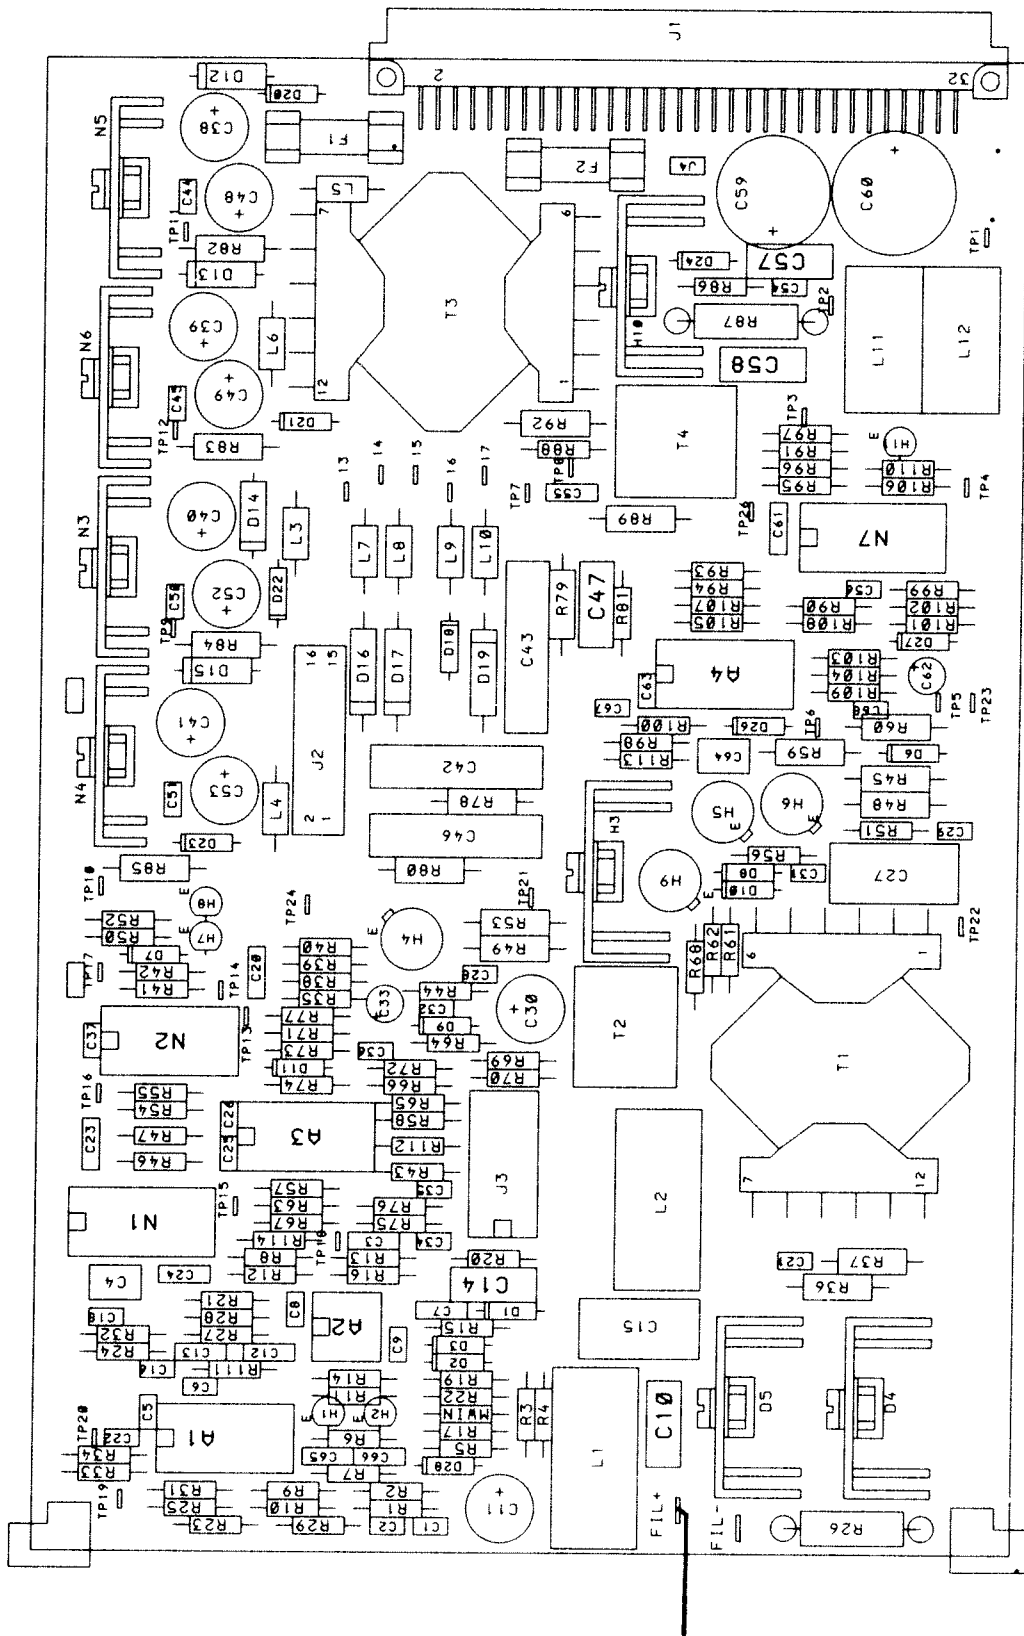 J1
2
32
D12
D20
N5
C38
F1
F2
J4
C44
C48
L5
7
6
C59
C60
TP11
R82
D13
D24
C57
TP1
R86
C54
TP2
N6
C39
L6
T3
H10
R87
L11
L12
C49
12
1
C58
C45
TP12
D21
R83
R92
R88
T4
TP3
R97
R91
R96
R95
E
H1
R110
R106
TP4
13
14
15
16
17
TP7
TP8
C55
N3
C40
D14
L3
R89
TP26
C61
N7
L7
L8
L9
L10
C52
D22
C43
R79
C47
R81
R93
R94
R107
R105
C56
R90
R108
R99
R102
R101
D27
C50
TP9
R84
D15
16
15
D16
D17
D18
D19
C63
A4
R103
R104
R109
C62
C67
C68
TP5
TP23
C41
J2
R100
D26
TP6
R60
R98
R113
C64
R59
D6
N4
C42
C51
C53
L4
R78
R45
R48
2
1
C46
H3
H5
E
H6
E
R51
C29
D23
R85
R80
H9
E
R56
D8
D10
C31
C27
TP10
H8
E
TP24
TP21
R52
R50
E
H7
E
H4
R53
R49
TP22
D7
R42
R41
TP17
TP14
C20
R40
R39
R38
R35
R68
R62
R61
6
1
C28
R44
C32
D9
R64
C33
C30
T2
C37
N2
TP13
R77
R71
R73
D11
R74
C36
R72
R66
R69
R70
T1
TP16
R55
R54
C26
R65
R58
C23
R47
R46
C25
A3
R112
R43
J3
L2
7
12
C35
N1
TP15
R57
R63
R67
R114
R76
R75
C34
TP18
C3
R8
R12
R13
R16
R20
C14
C4
C24
C21
R37
R36
C18
R21
R28
R27
C8
A2
C7
D1
R15
C15
R32
R24
C13
C12
C9
D3
D2
C16
R111
C6
R14
R11
R19
R22
MWIN
R17
R5
R3
R4
L1
C10
D5
D4
TP20
C5
C22
A1
E
H1
E
H2
R6
C65
C66
R7
D28
R34
R33
TP19
R31
R25
R23
R9
R10
R29
R2
R1
C2
C1
C11
FIL+
FIL-
R26